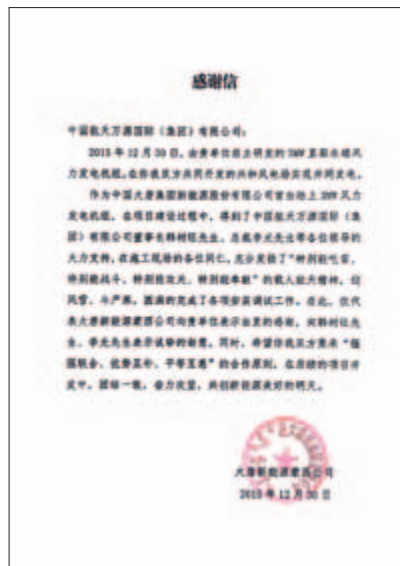 感谢信
中国航天万源国际（集团）有限公司：
2015年12月30日，由贵单位自主研发的2MW直驱永磁风
力发电机组，在你我双方共同开发的兴和风电场实现并网发电。
作为中国大唐集团新能源股份有限公司首台陆上2MW风力
发电机组，在项目建设过程中，得到了中国航天万源国际（集
团）有限公司董事长韩树旺先生、总裁李光先生等各位领导的
大力支持，在施工现场的各位同仁，充分发扬了“特别能吃苦、
特别能战斗、特别能攻关、特别能奉献”的载人航天精神，迎
风雪、斗严寒，圆满的完成了各项安装调试工作。在此，仅代
表大唐新能源蒙西公司向贵单位表示由衷的感谢，向韩树旺先
生、李光先生表示诚挚的谢意。同时，希望你我双方秉承“强
强联合、优势互补、平等互惠”的合作原则，在后续的项目开
发中，团结一致，奋力攻坚，共创新能源美好的明天。
大唐新能源蒙西公司
2015年12月30日